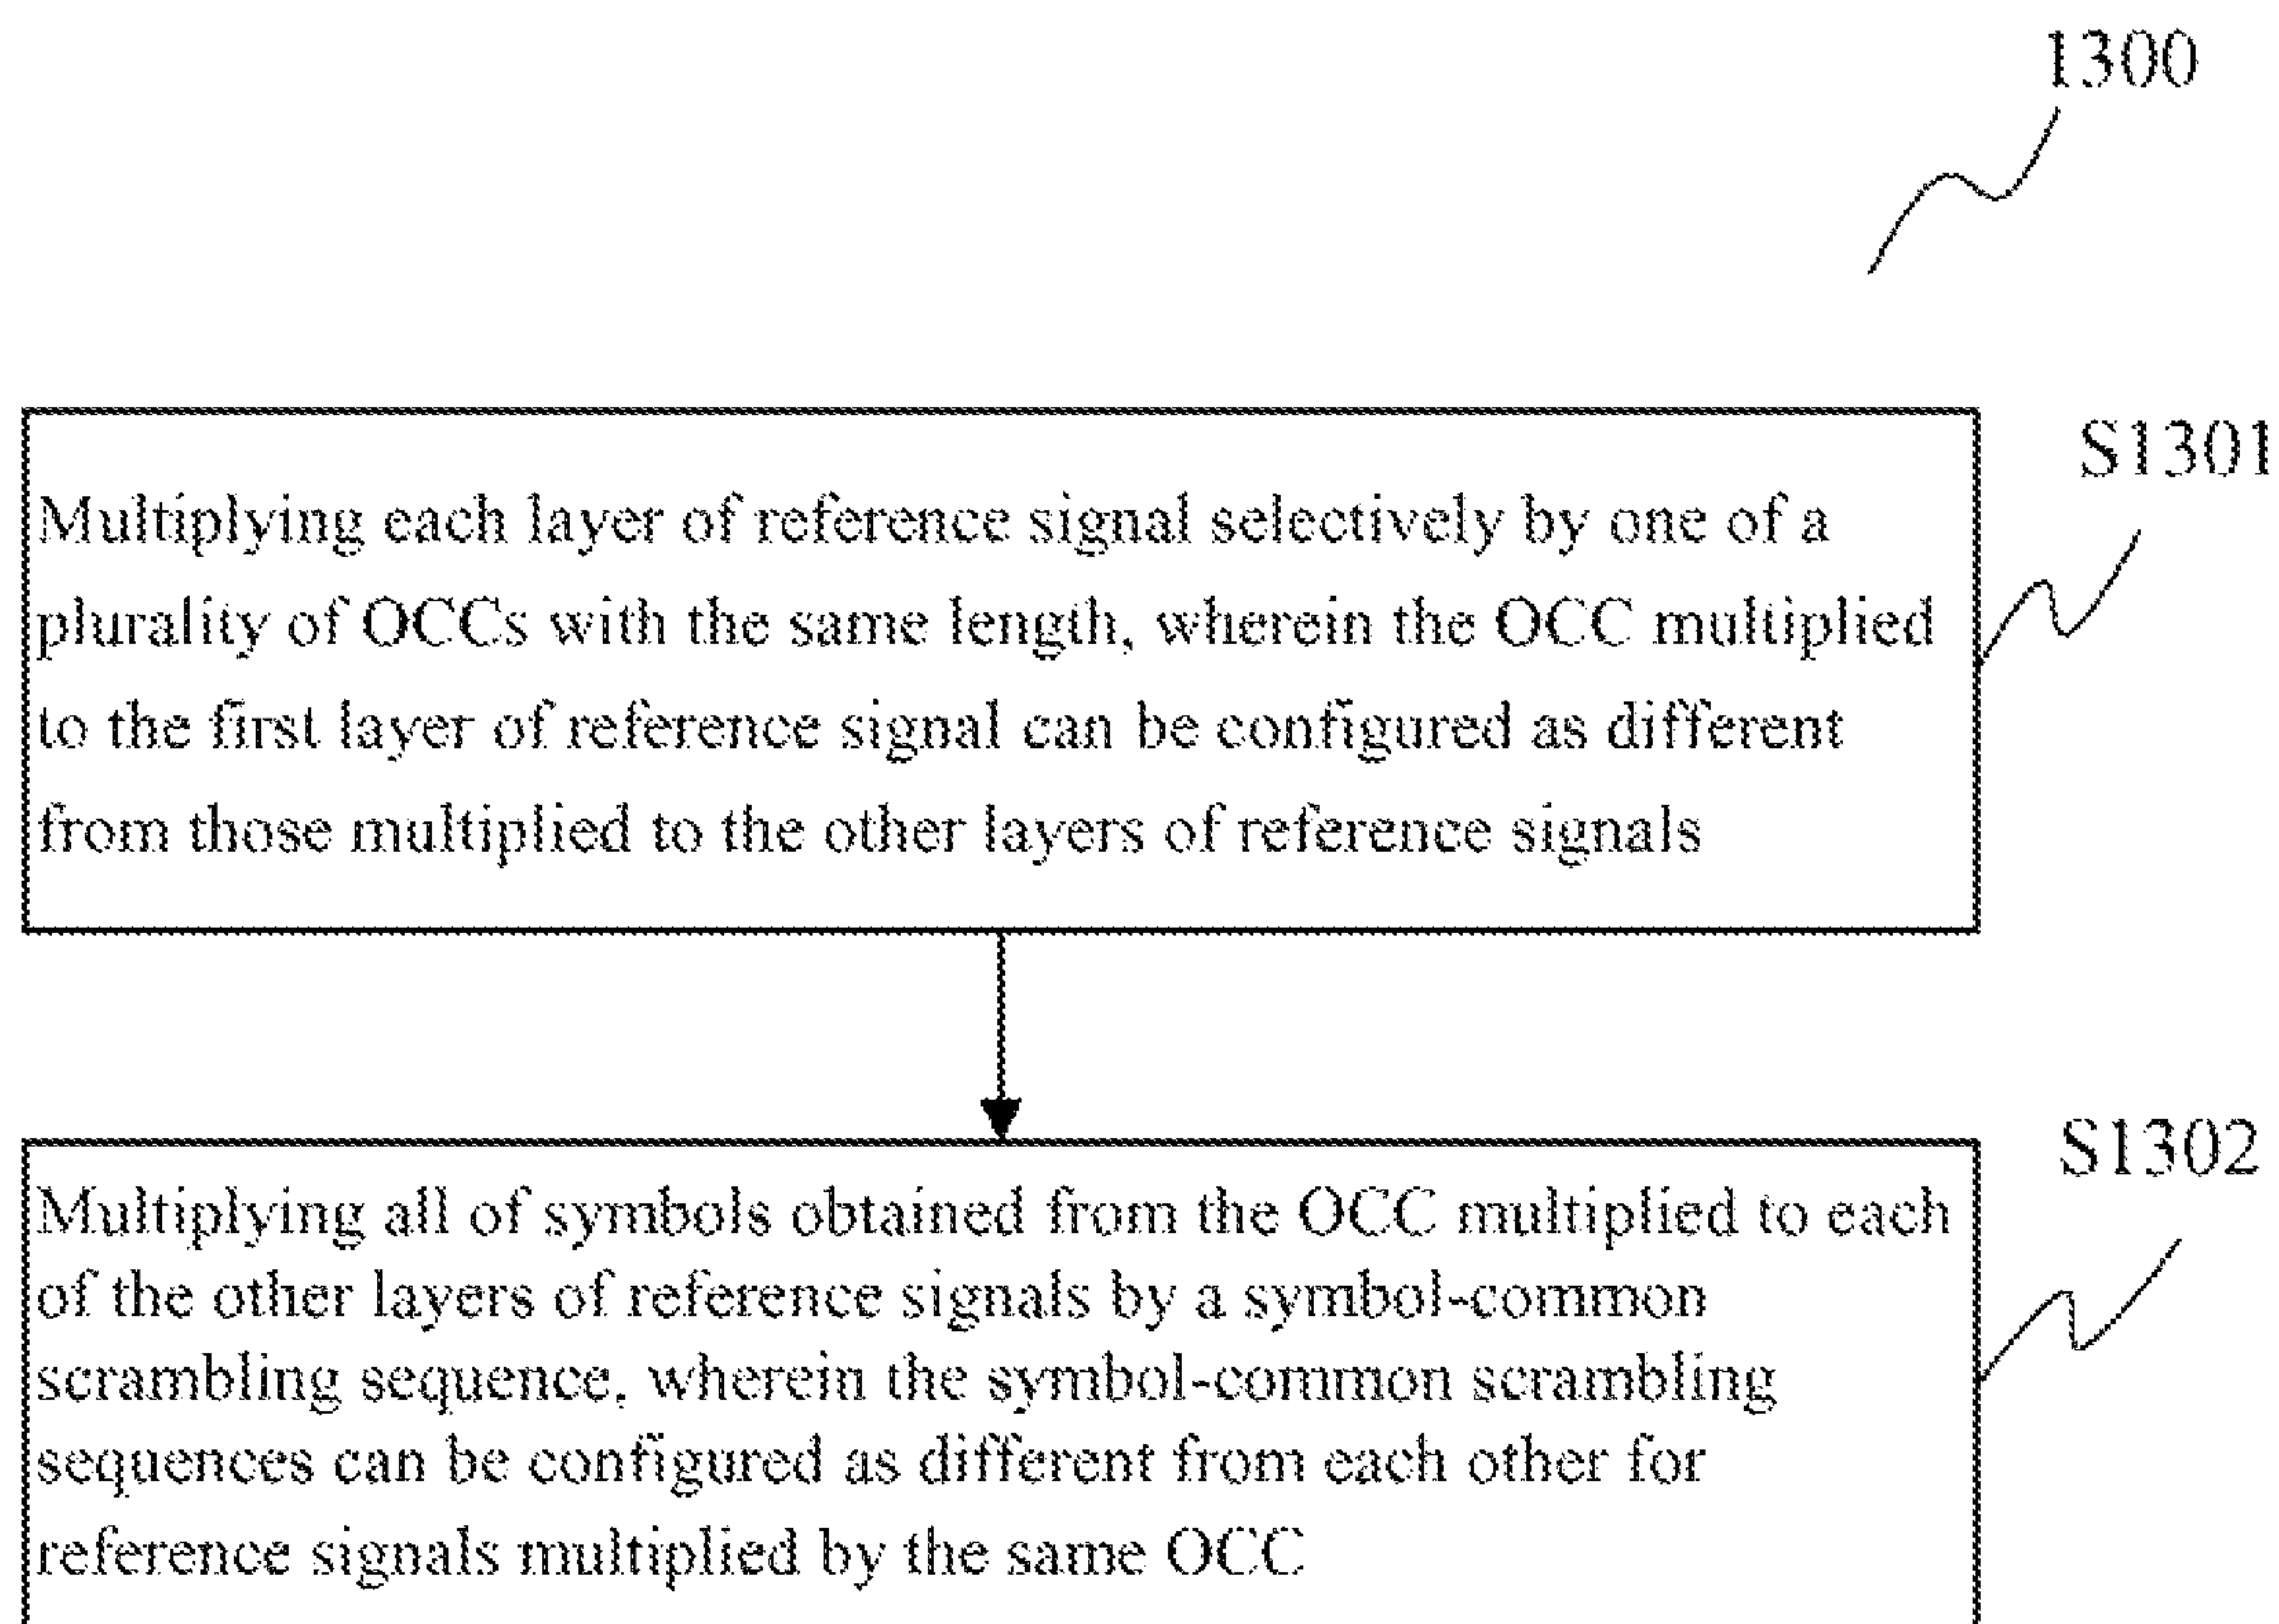 1300
S1301
Multiplying each layer of reference signal selectively by one of a
plurality of OCCs with the same length, wherein the OCC multiplied
to the first layer of reference signal can be configured as different
from those multiplied to the other layers of reference signals
S1302
Multiplying all of symbols obtained from the OCC multiplied to each
of the other layers of reference signals by a symbol-common
scrambling sequence, wherein the symbol-common scrambling
sequences can be configured as different from each other for
reference signals multiplied by the same OCC